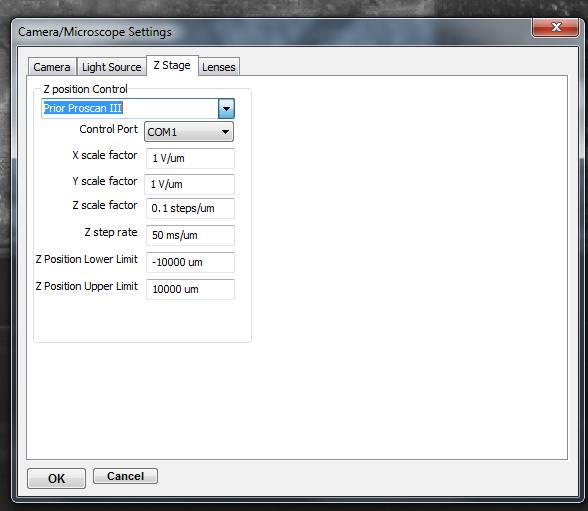 Camera/Microscope Settings
Camera Light Source Z Stage Lenses
Z position Control
Prior Proscan III
Control Port COM1
X scale factor 1 V/um
Y scale factor 1 V/um
Z scale factor 0.1 steps/um
Z step rate 50 ms/um
Z Position Lower Limit -10000 um
Z Position Upper Limit 10000 um
OK Cancel